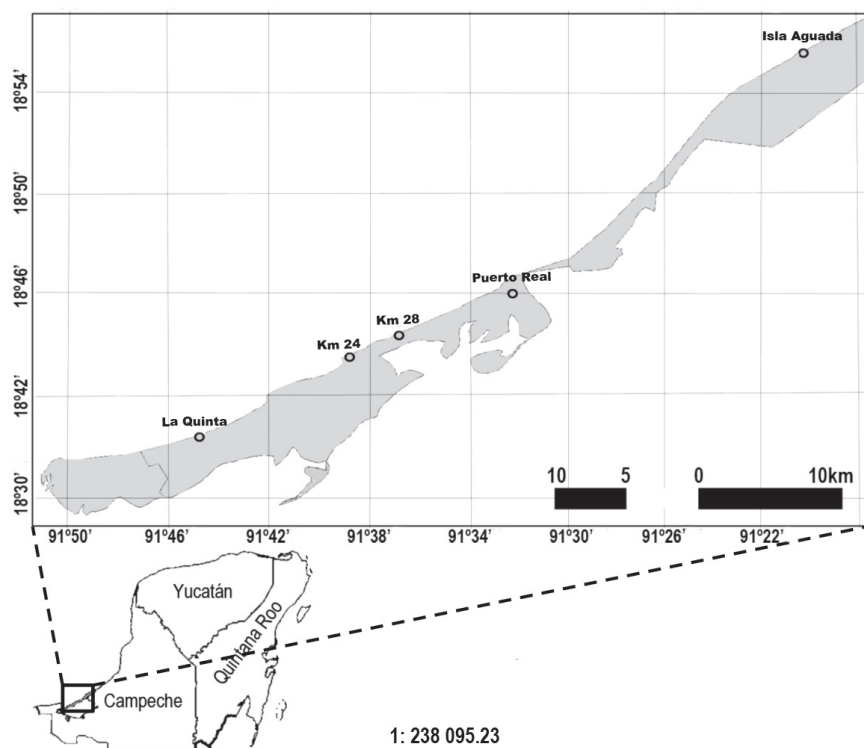 Isla Aguada
18º54’
18º50’
Puerto Real
18º46’
Km 28
Km 24
18º42’
La Quinta
10 5 0 10km
18º30’
91º50’ 91º46’ 91º42’ 91º38’ 91º34’ 91º30’ 91º26’ 91º22’
Yucatán
Quintana Roo
Campeche
1: 238 095.23